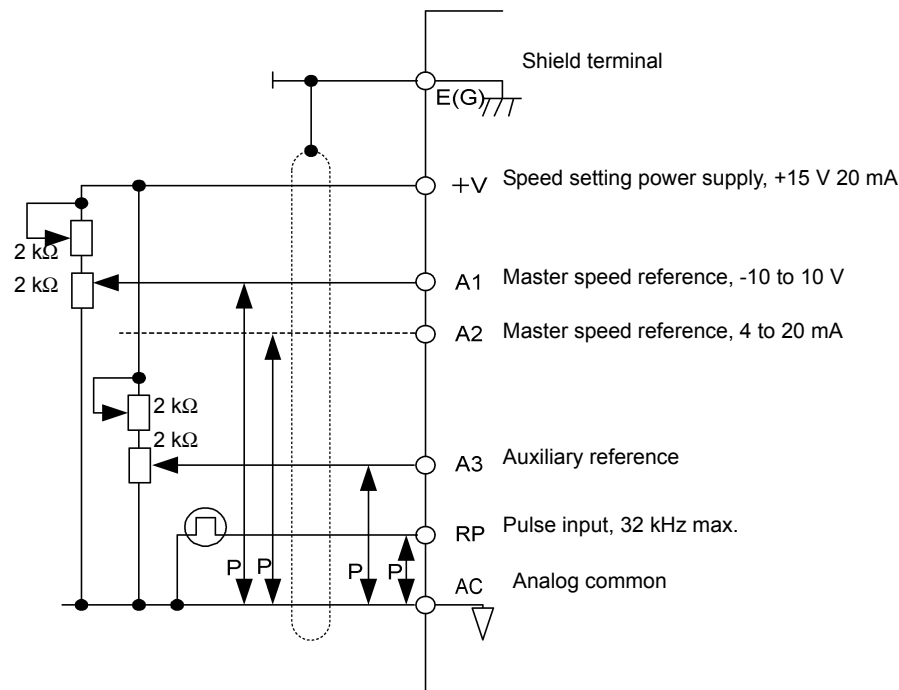 Shield terminal
E(G)
+V Speed setting power supply, +15 V 20 mA
2 kΩ
2 kΩ
A1 Master speed reference, -10 to 10 V
A2 Master speed reference, 4 to 20 mA
2 kΩ
2 kΩ
A3 Auxiliary reference
RP Pulse input, 32 kHz max.
P P P P
AC Analog common